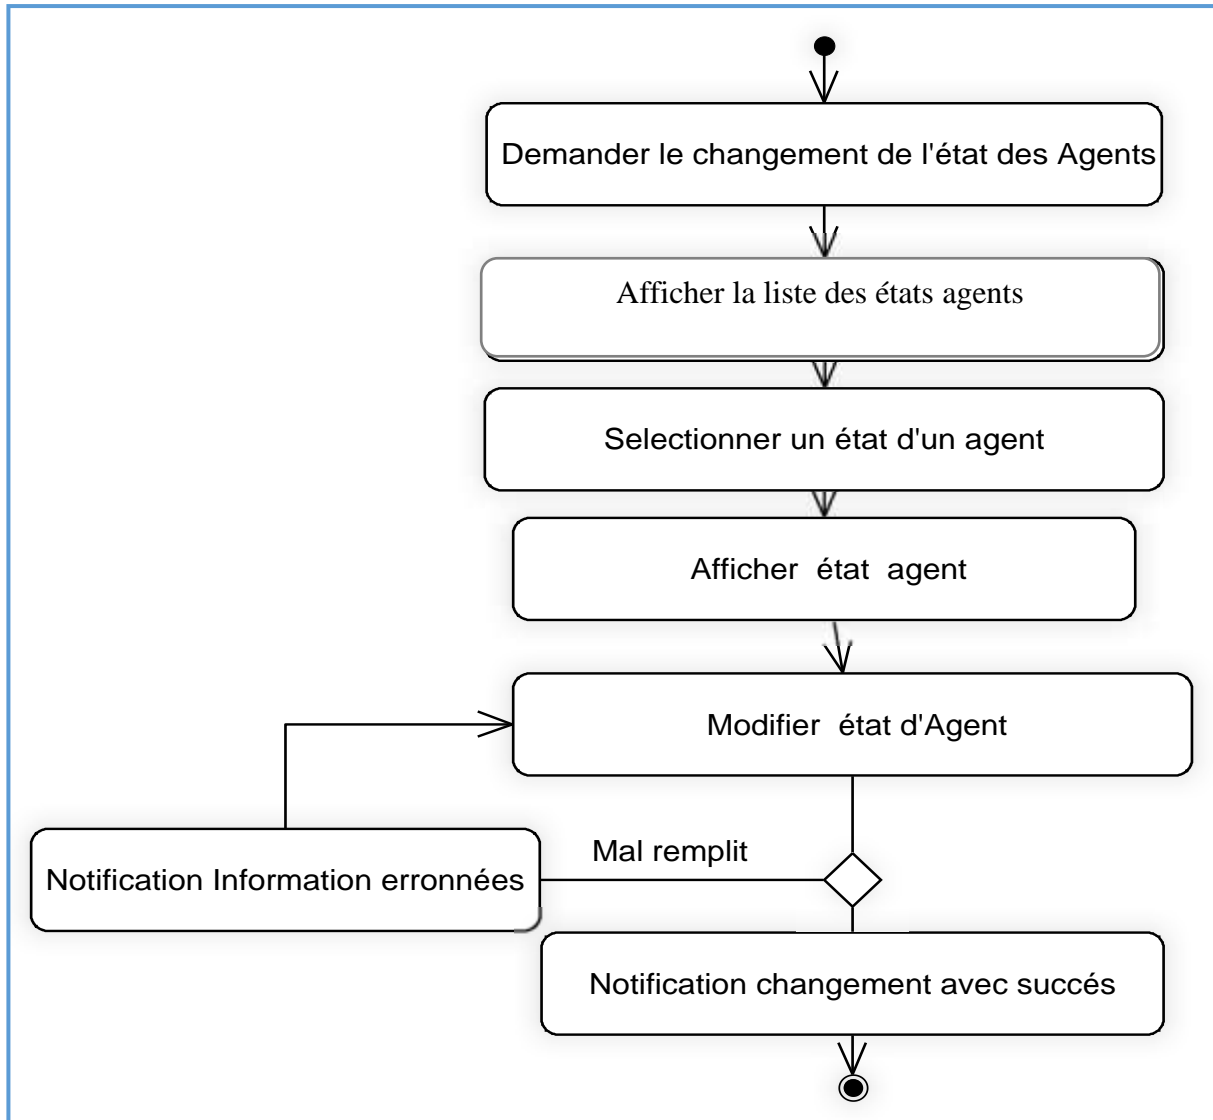 Demander le changement de l'état des Agents
Afficher la liste des états agents
Selectionner un état d'un agent
Afficher état agent
Modifier état d'Agent
Mal remplit
Notification Information erronnées
Notification changement avec succés